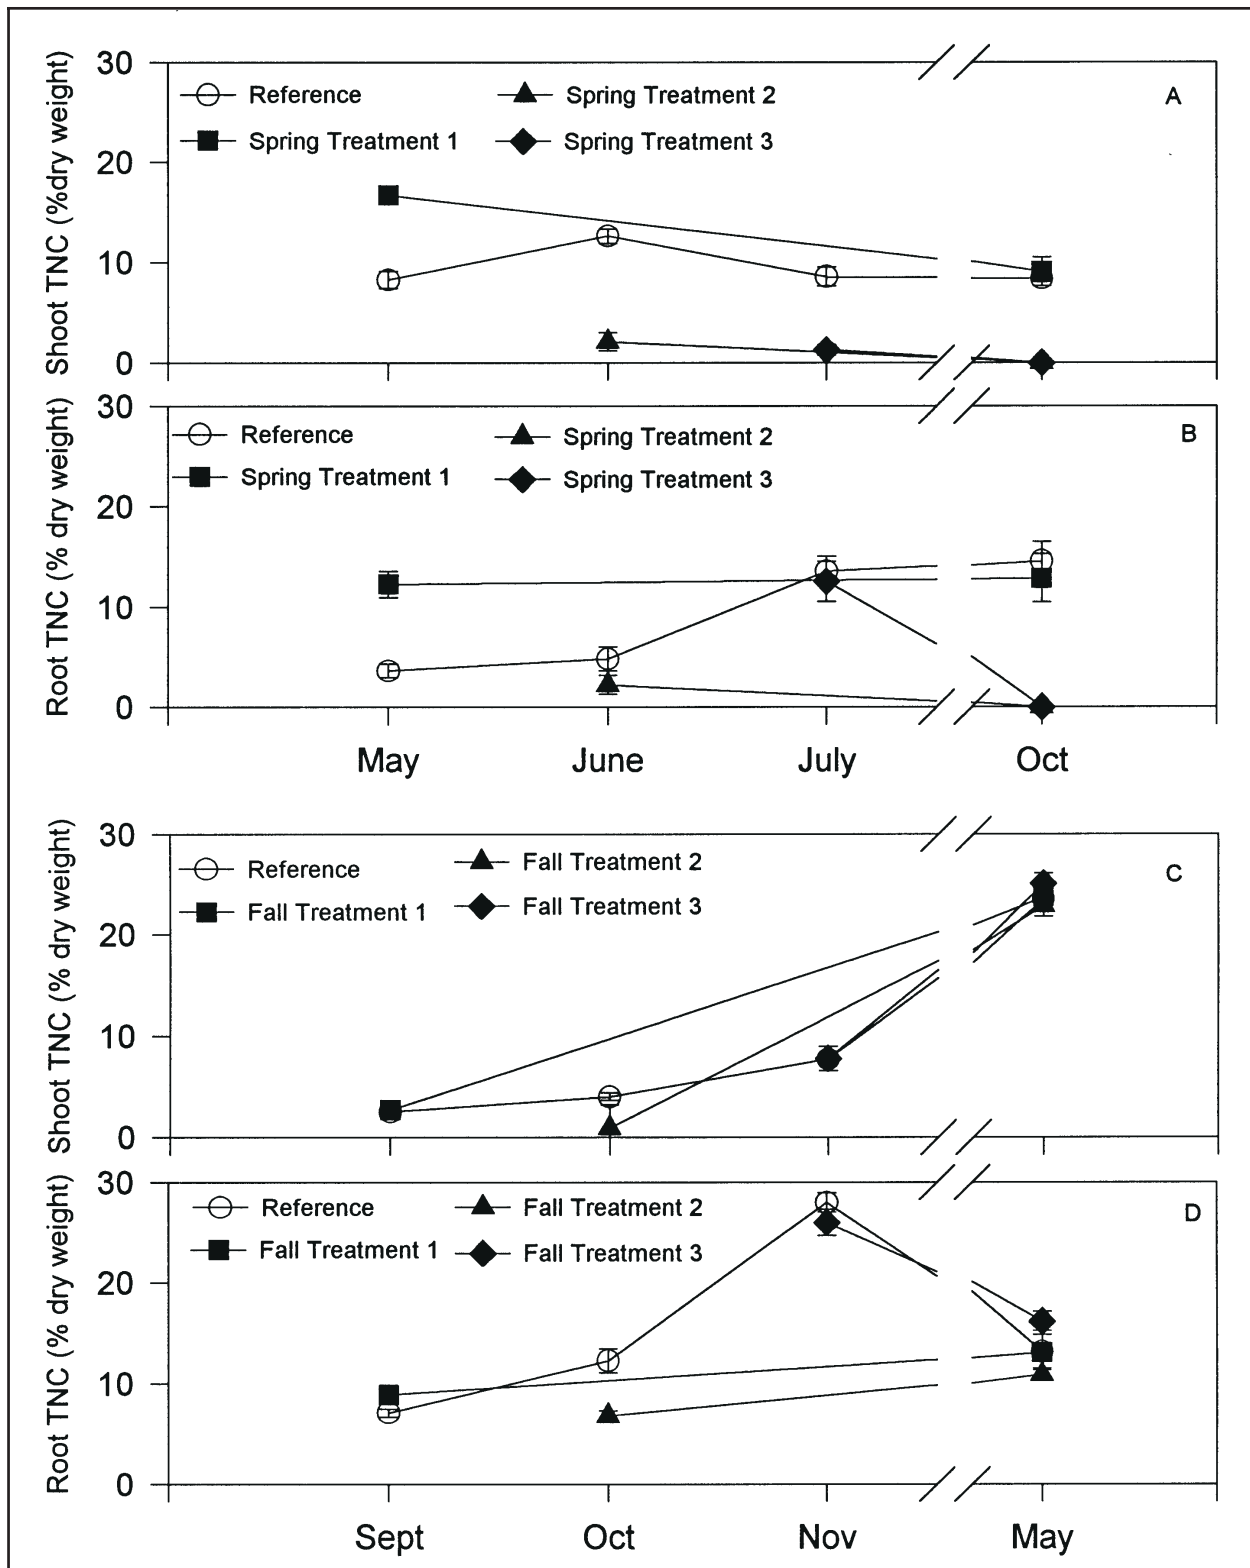 Shoot TNC (%dry weight)
30
20
10
0
Reference
Spring Treatment 1
Spring Treatment 2
Spring Treatment 3
A
Root TNC (% dry weight)
30
20
10
0
Reference
Spring Treatment 1
Spring Treatment 2
Spring Treatment 3
B
May June July Oct
Shoot TNC (% dry weight)
30
20
10
0
Reference
Fall Treatment 1
Fall Treatment 2
Fall Treatment 3
C
Root TNC (% dry weight)
30
20
10
0
Reference
Fall Treatment 1
Fall Treatment 2
Fall Treatment 3
D
Sept Oct Nov May